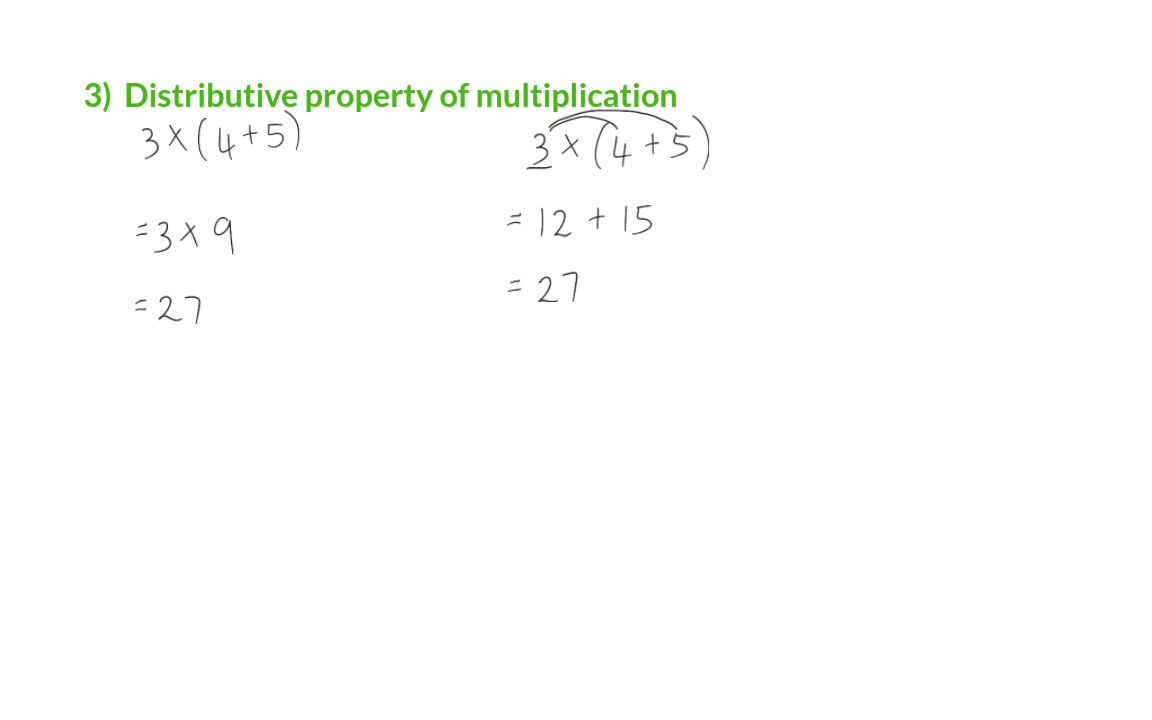 3) Distributive property of multiplication
3 × (4 + 5)
= 3 × 9
= 27
3 × (4 + 5)
= 12 + 15
= 27